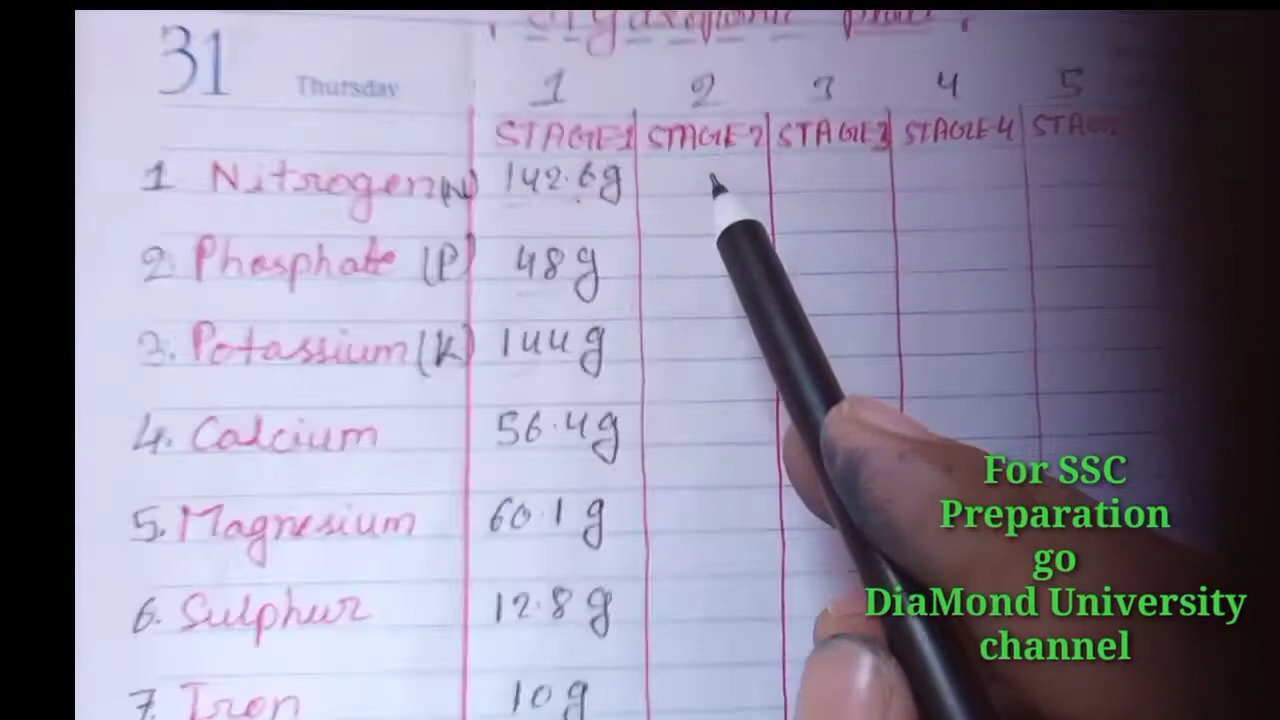 Hydroponic plant.
31 Thursday 1 2 3 4 5
STAGE-1 STAGE-2 STAGE-3 STAGE-4
1 Nitrogen(N) 142.6g
2. Phosphate (P) 48g
3. Potassium (K) 144g
4. Calcium 56.4g
5. Magnesium 60.1g
6. Sulphur 12.8g
7. Iron 10g
For SSC
Preparation
go
DiaMond University
channel